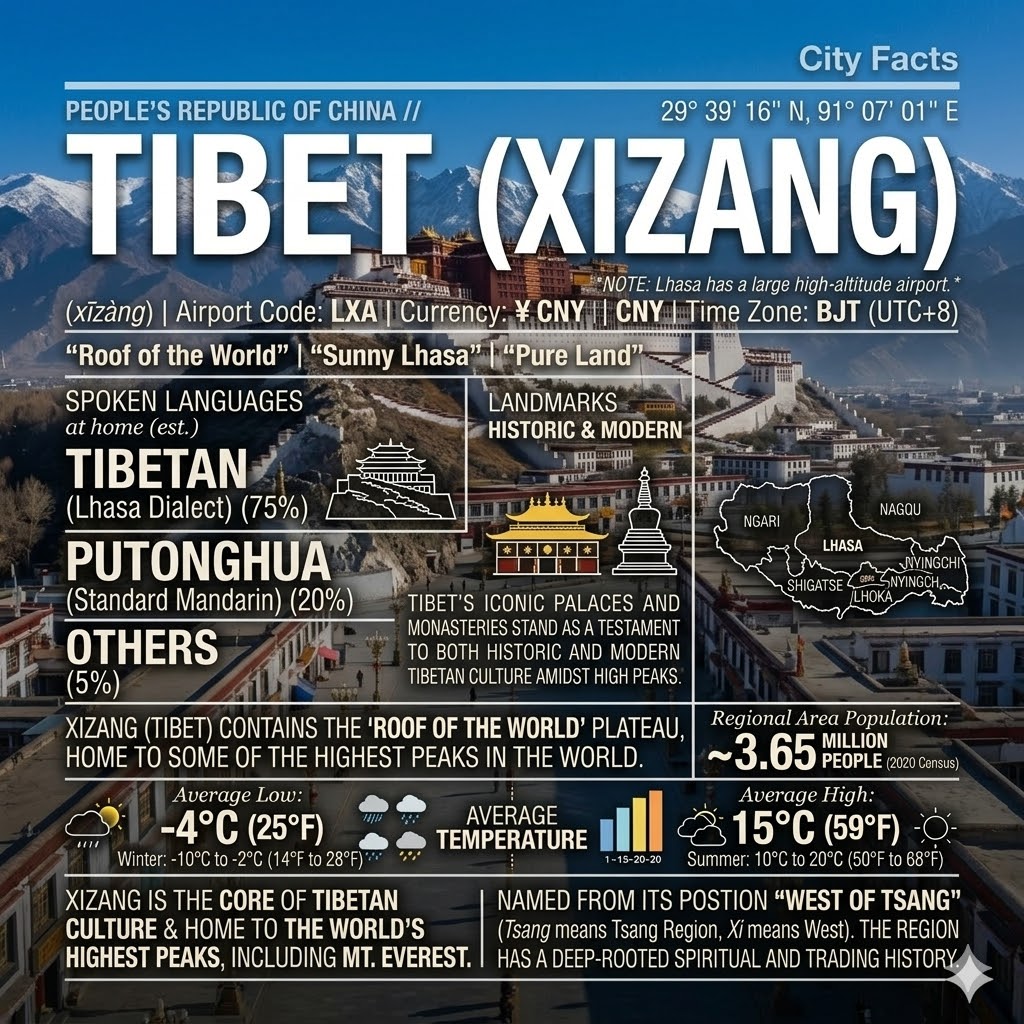 City Facts
PEOPLE'S REPUBLIC OF CHINA //
29° 39' 16" N, 91° 07' 01" E
TIBET (XIZANG)
*NOTE: Lhasa has a large high-altitude airport.*
(xīzàng) | Airport Code: LXA | Currency: ¥ CNY | CNY | Time Zone: BJT (UTC+8)
"Roof of the World" | "Sunny Lhasa" | "Pure Land"
SPOKEN LANGUAGES
at home (est.)
TIBETAN
(Lhasa Dialect) (75%)
PUTONGHUA
(Standard Mandarin) (20%)
OTHERS
(5%)
LANDMARKS
HISTORIC & MODERN
TIBET'S ICONIC PALACES AND
MONASTERIES STAND AS A TESTAMENT
TO BOTH HISTORIC AND MODERN
TIBETAN CULTURE AMIDST HIGH PEAKS.
NGARI
NAGQU
LHASA
NYINGCHI
SHIGATSE
NYINGCH
LHOKA
XIZANG (TIBET) CONTAINS THE 'ROOF OF THE WORLD' PLATEAU,
HOME TO SOME OF THE HIGHEST PEAKS IN THE WORLD.
Regional Area Population:
~3.65 MILLION PEOPLE (2020 Census)
Average Low:
-4°C (25°F)
Winter: -10°C to -2°C (14°F to 28°F)
AVERAGE
TEMPERATURE
1-15-20-20
Average High:
15°C (59°F)
Summer: 10°C to 20°C (50°F to 68°F)
XIZANG IS THE CORE OF TIBETAN
CULTURE & HOME TO THE WORLD'S
HIGHEST PEAKS, INCLUDING MT. EVEREST.
NAMED FROM ITS POSTION "WEST OF TSANG"
(Tsang means Tsang Region, Xi means West). THE REGION
HAS A DEEP-ROOTED SPIRITUAL AND TRADING HISTORY.